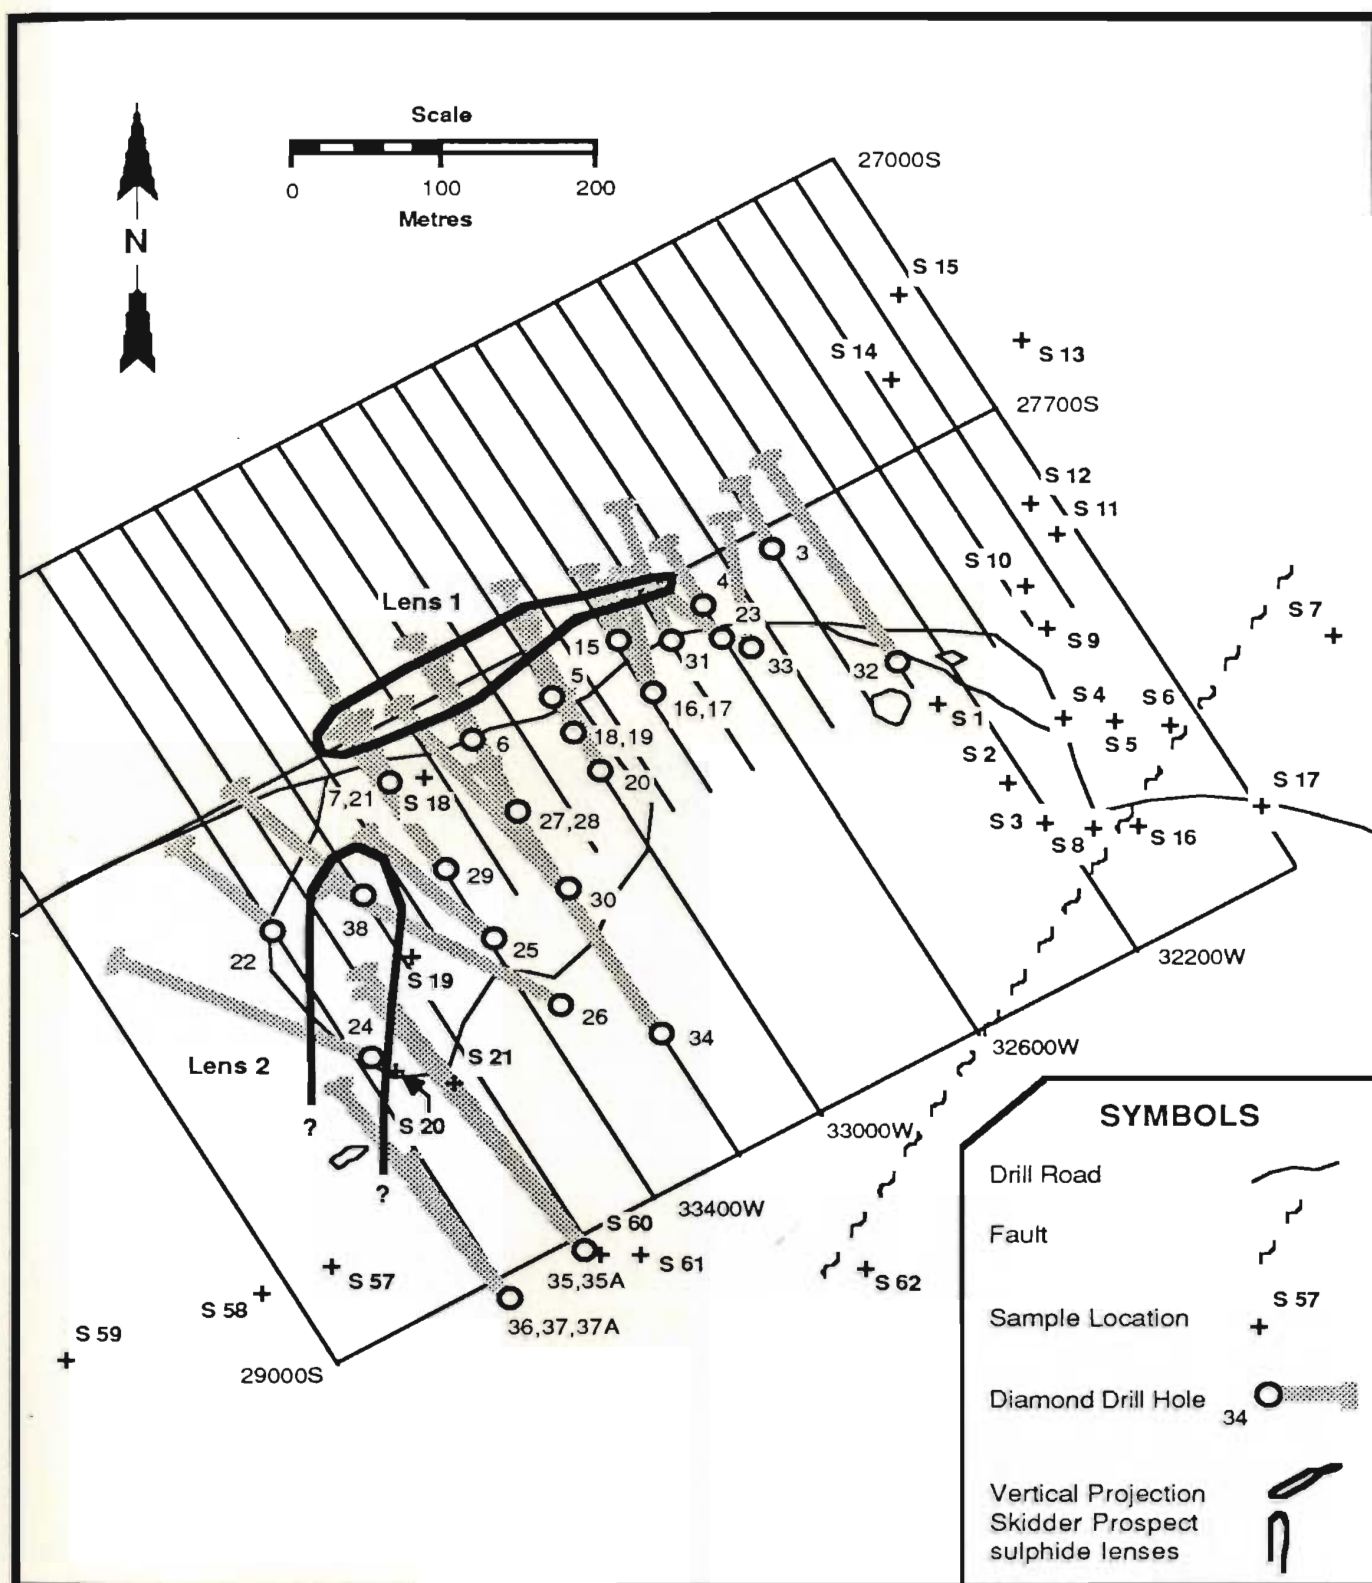 Scale
0 100 200
Metres
N
27000S
S 15
S 13
S 14
27700S
S 12
S 11
S 10
S 7
S 9
3
4
Lens 1
23
15
31
33
32
5
16,17
S 1
S 4
S 6
S 5
6
18,19
S 2
20
7,21
S 18
S 17
27,28
S 3
S 8
S 16
29
30
38
25
22
32200W
S 19
26
24
34
32600W
Lens 2
S 21
S 20
33000W
?
?
33400W
S 60
S 61
35,35A
S 57
S 62
S 58
36,37,37A
S 59
29000S
SYMBOLS
Drill Road
Fault
Sample Location S 57
Diamond Drill Hole 34
Vertical Projection
Skidder Prospect
sulphide lenses